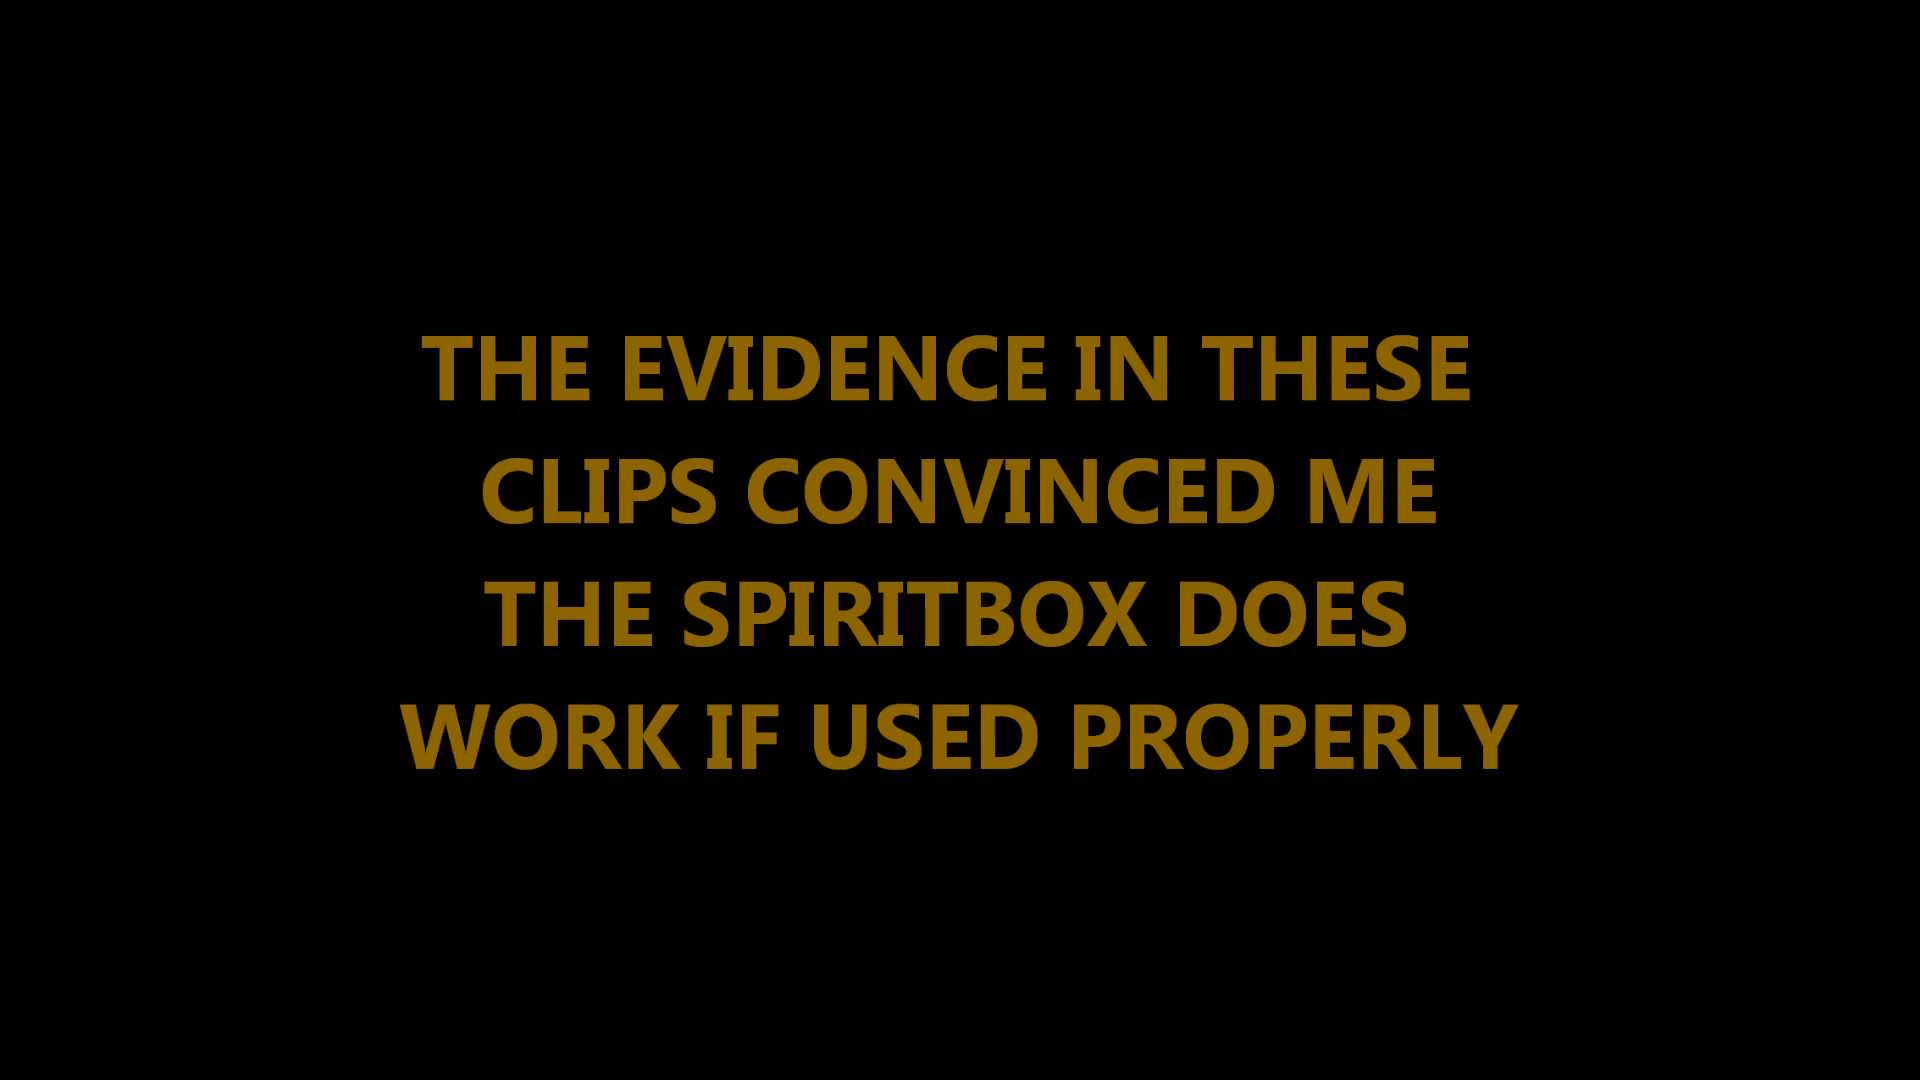 THE EVIDENCE IN THESE
CLIPS CONVINCED ME
THE SPIRITBOX DOES
WORK IF USED PROPERLY